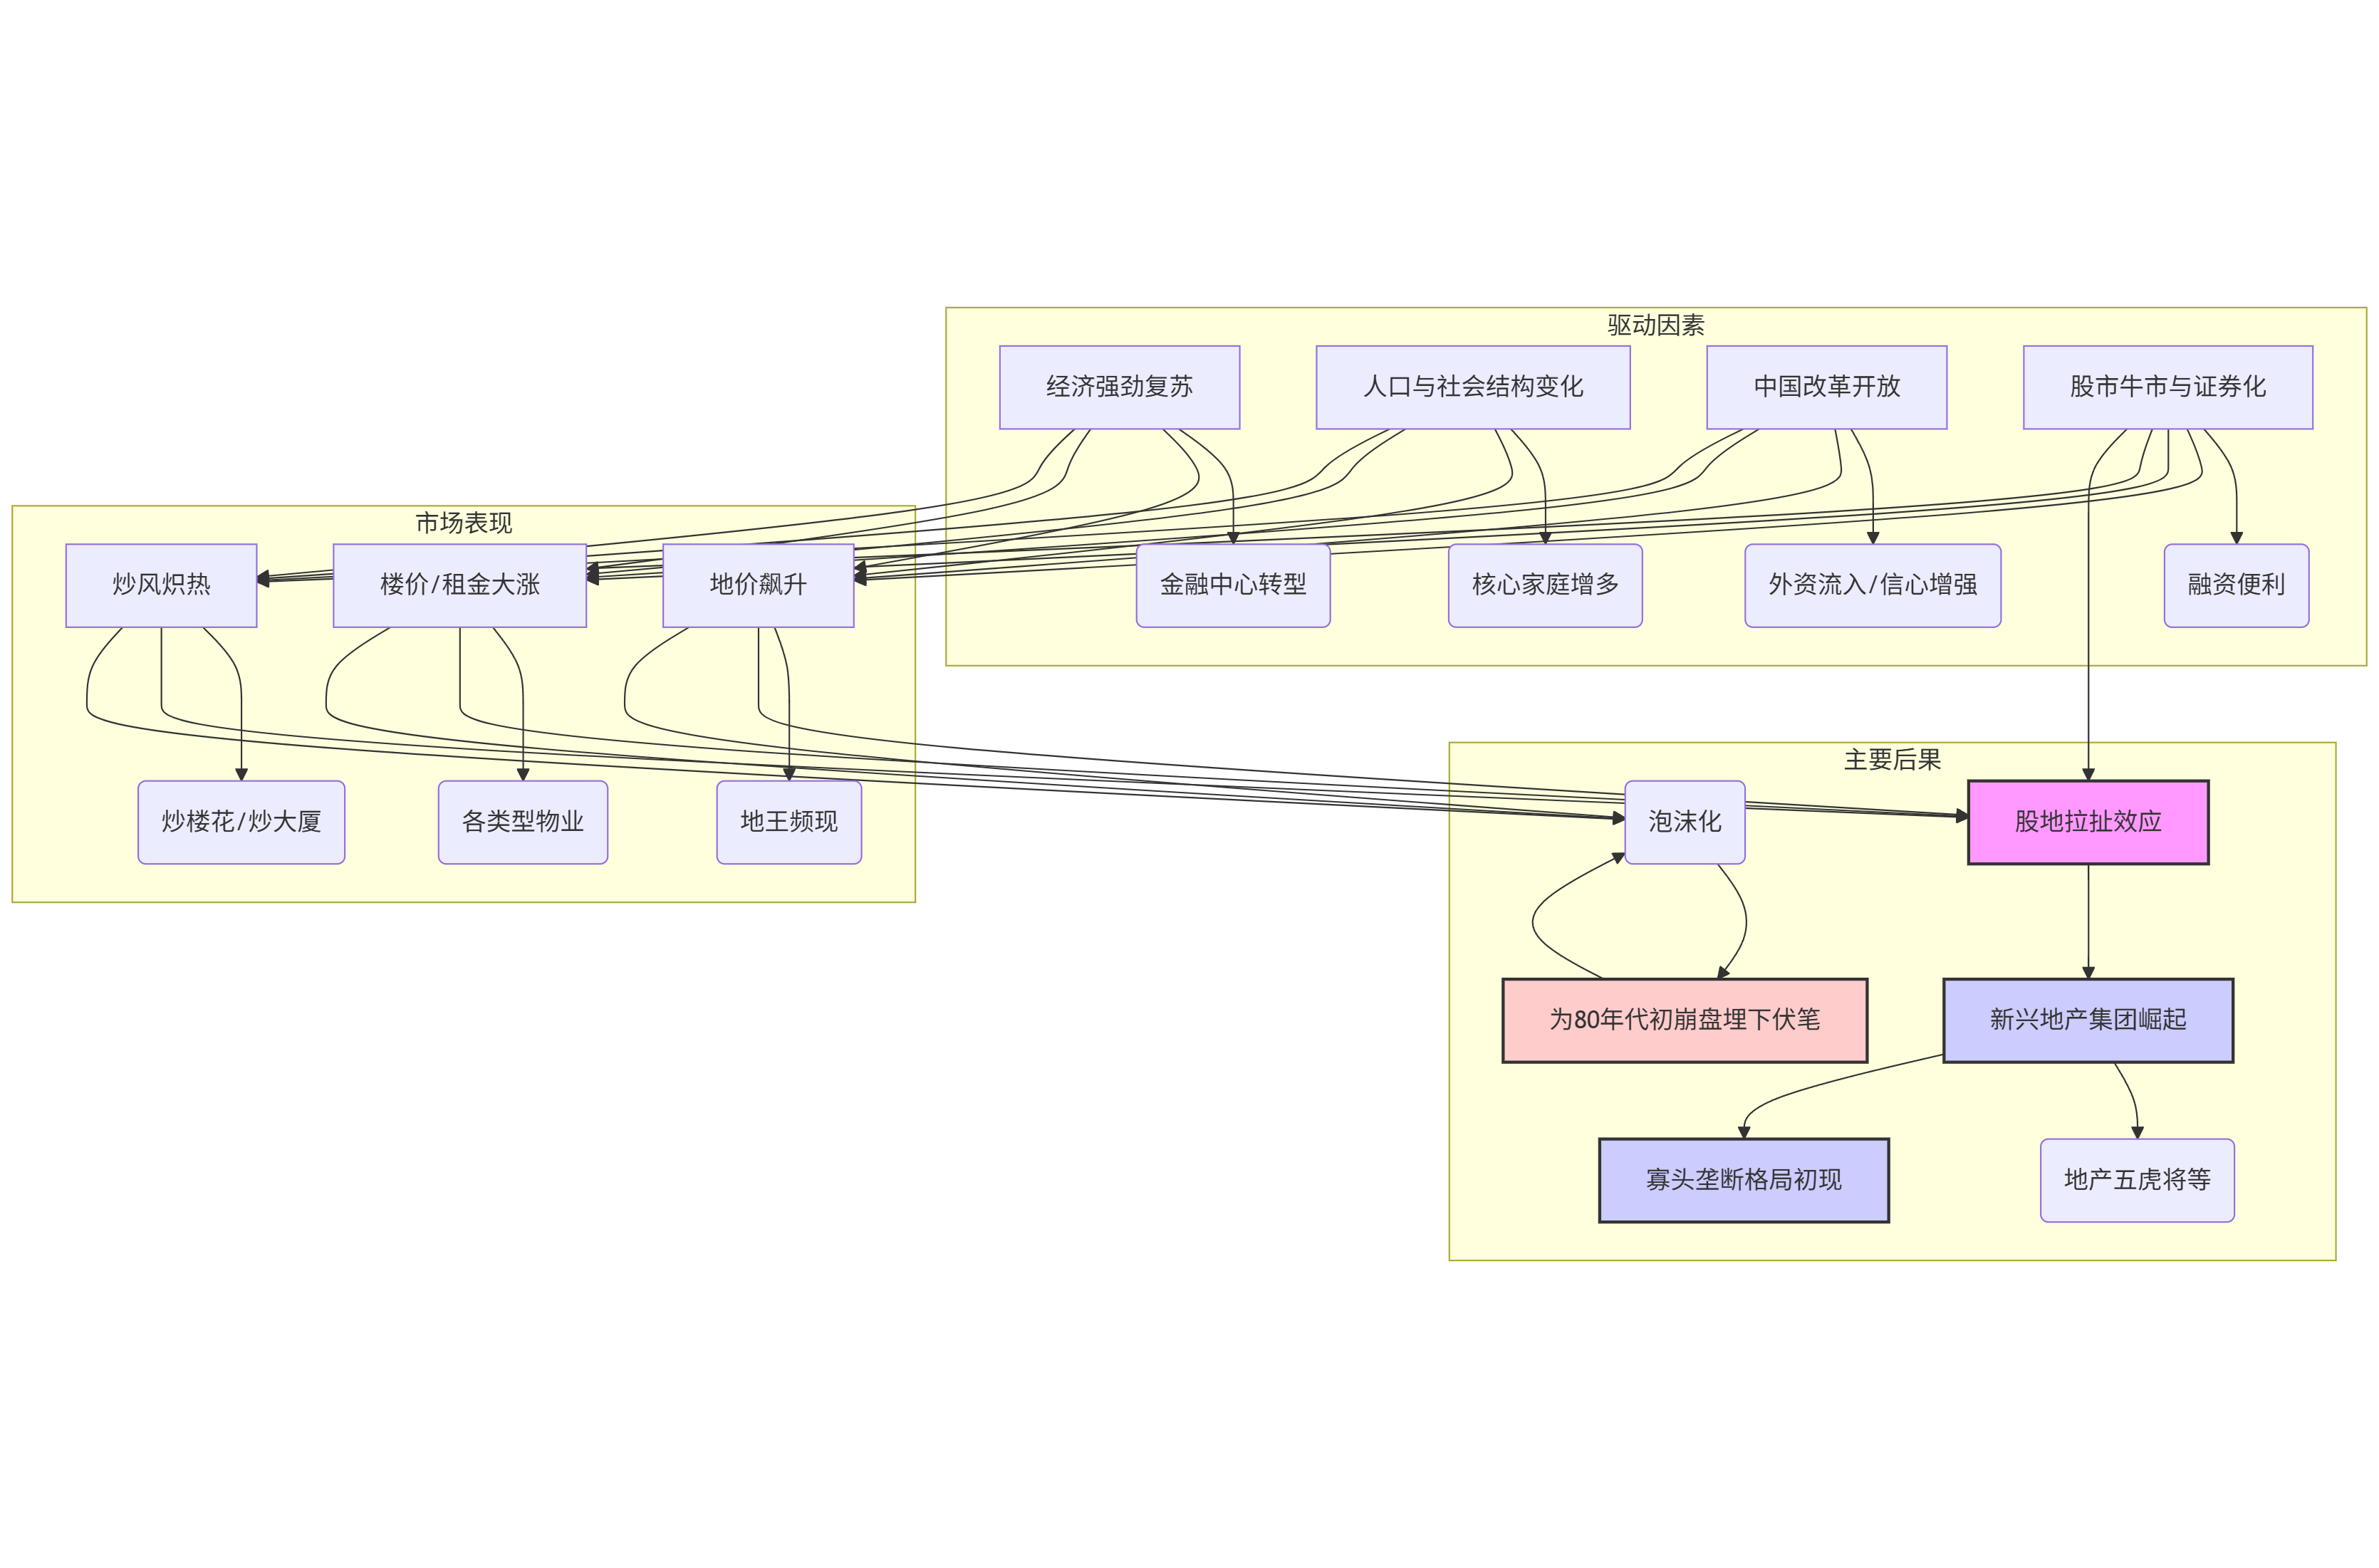 驱动因素
经济强劲复苏
人口与社会结构变化
中国改革开放
股市牛市与证券化
市场表现
炒风炽热
楼价/租金大涨
地价飙升
金融中心转型
核心家庭增多
外资流入/信心增强
融资便利
主要后果
炒楼花/炒大厦
各类型物业
地王频现
泡沫化
股地拉扯效应
为80年代初崩盘埋下伏笔
新兴地产集团崛起
寡头垄断格局初现
地产五虎将等